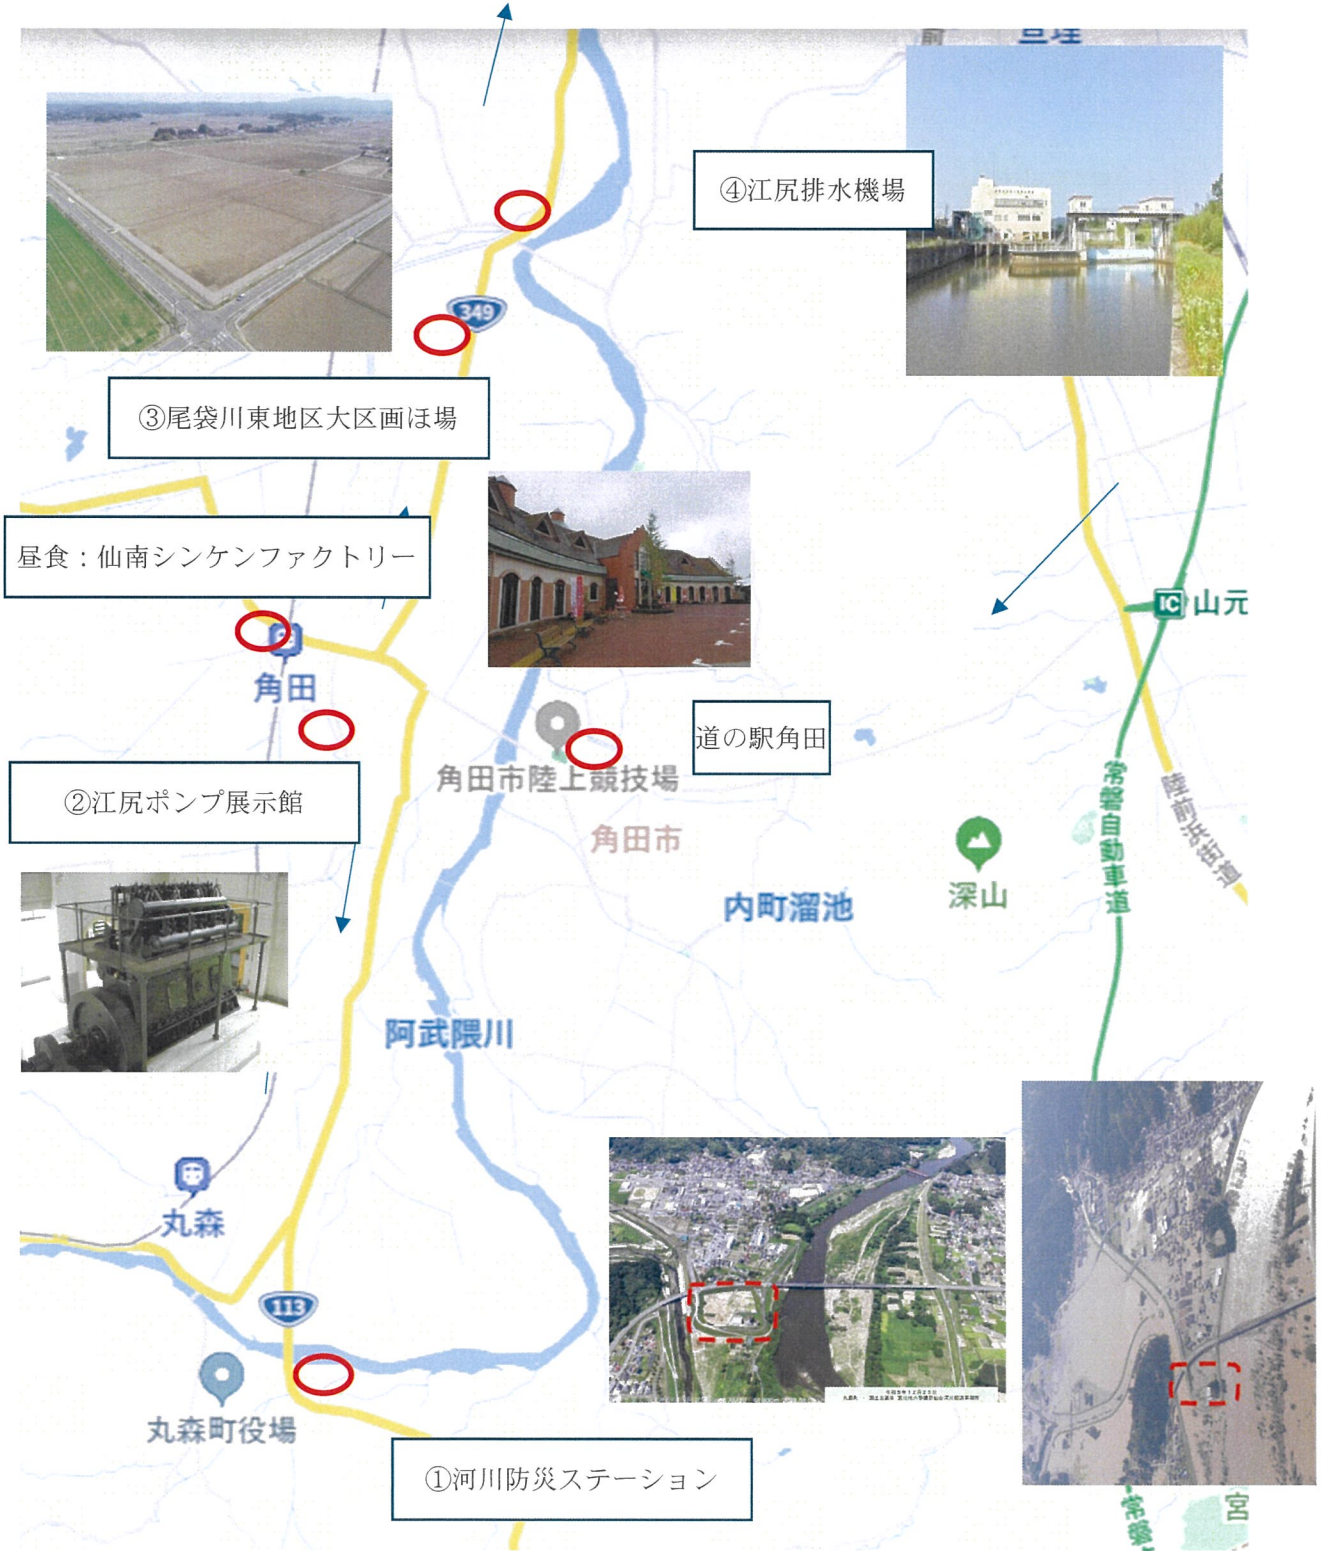 亘理
④江尻排水機場
349
③尾袋川東地区大区画ほ場
昼食：仙南シンケンファクトリー
IC 山元
角田
道の駅角田
角田市陸上競技場
②江尻ポンプ展示館
角田市
常磐自動車道
陸前浜街道
深山
内町溜池
阿武隈川
丸森
113
丸森町役場
①河川防災ステーション
常磐
宮